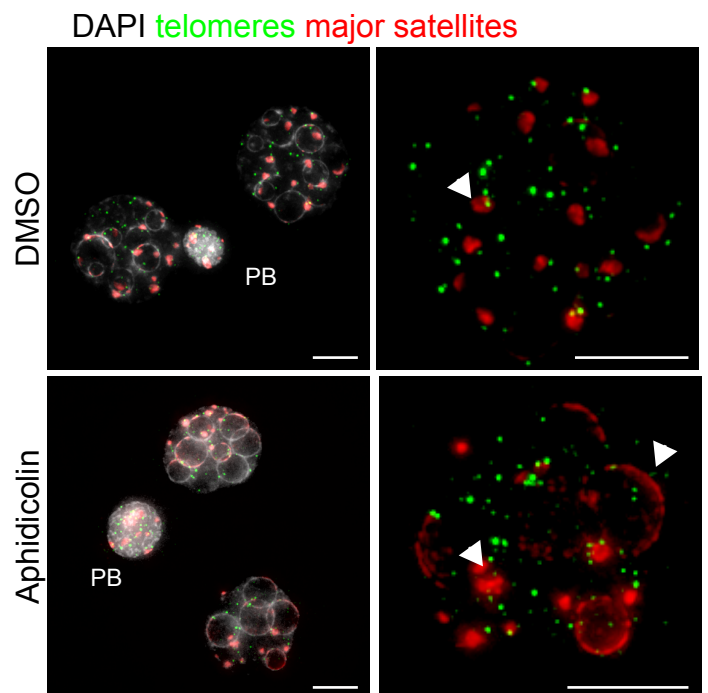 DAPI telomeres major satellites
DMSO
PB
Aphidicolin
PB